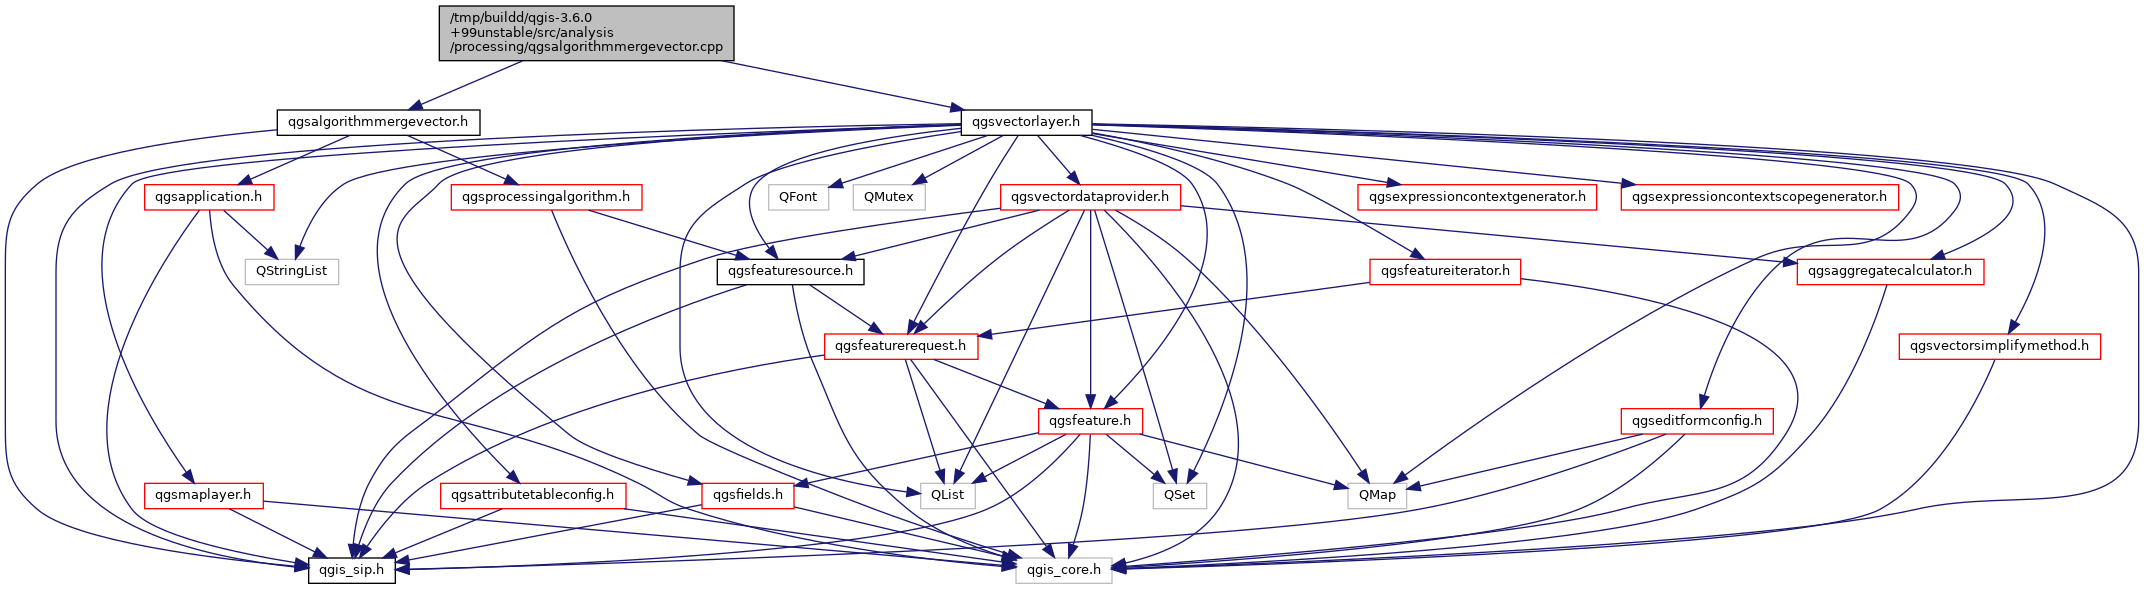 /tmp/buildd/qgis-3.6.0
+99unstable/src/analysis
/processing/qgsalgorithmmergevector.cpp
qgsalgorithmmergevector.h
qgsvectorlayer.h
qgsapplication.h
qgsprocessingalgorithm.h
QFont
QMutex
qgsvectordataprovider.h
qgsexpressioncontextgenerator.h
qgsexpressioncontextscopegenerator.h
QStringList
qgsfeaturesource.h
qgsfeatureiterator.h
qgsaggregatecalculator.h
qgsfeaturerequest.h
qgsvectorsimplifymethod.h
qgsfeature.h
qgseditformconfig.h
qgsmaplayer.h
qgsattributetableconfig.h
qgsfields.h
QList
QSet
QMap
qgis_sip.h
qgis_core.h